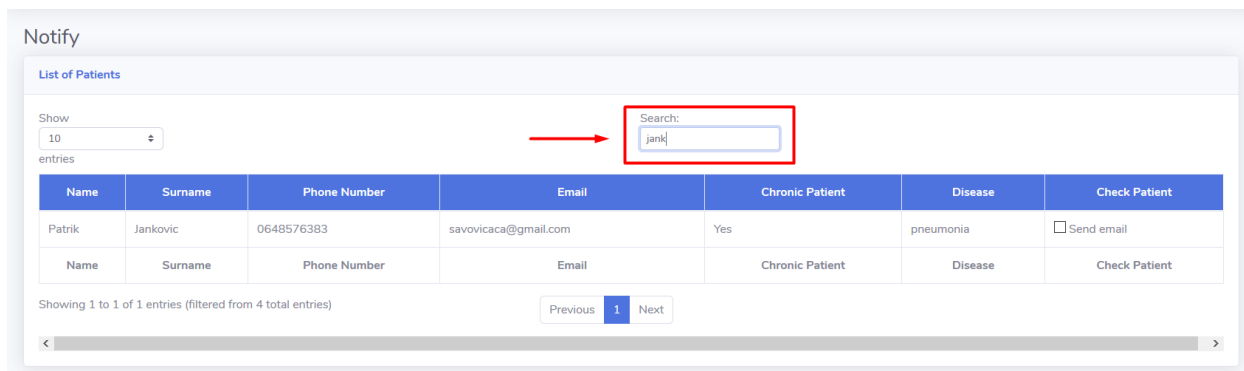 Notify
List of Patients
Show
10
entries
Search:
jank
Name Surname Phone Number Email Chronic Patient Disease Check Patient
Patrik Jankovic 0648576383 savovicaca@gmail.com Yes pneumonia Send email
Name Surname Phone Number Email Chronic Patient Disease Check Patient
Showing 1 to 1 of 1 entries (filtered from 4 total entries)
Previous 1 Next